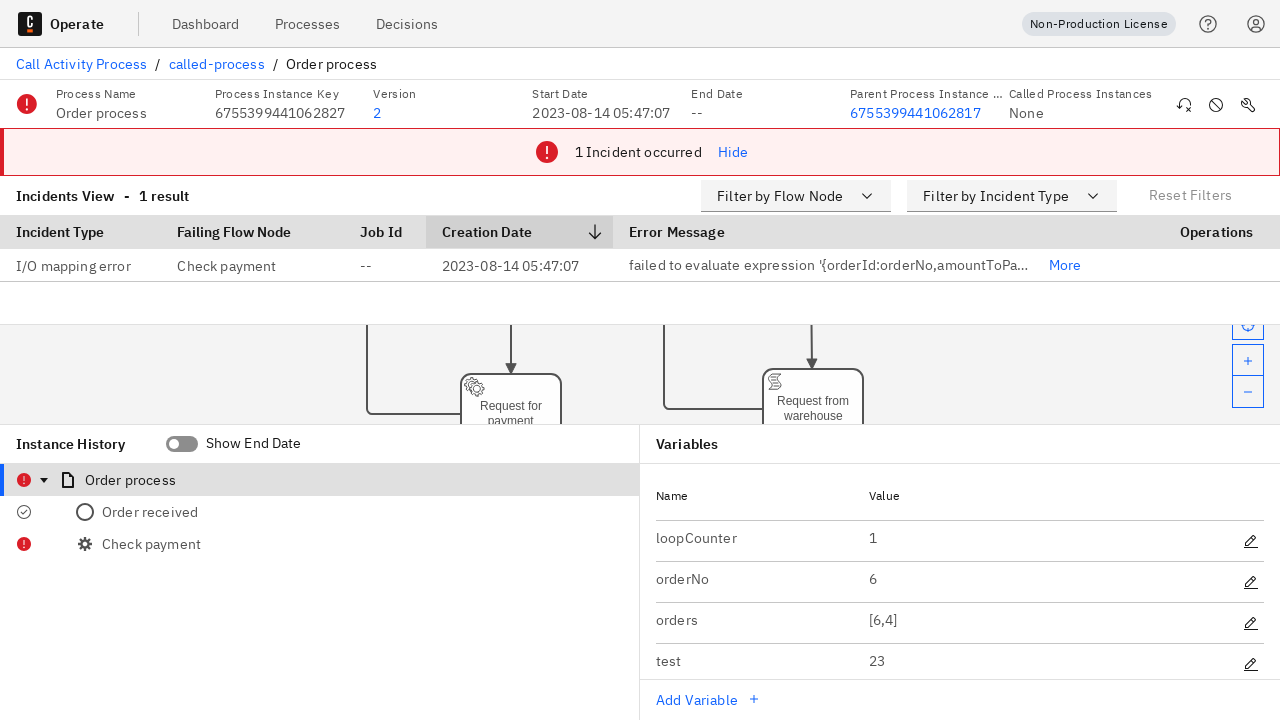 Operate
Dashboard
Processes
Decisions
Non-Production License
Call Activity Process / called-process / Order process
Process Name
Order process
Process Instance Key
6755399441062827
Version
2
Start Date
2023-08-14 05:47:07
End Date
--
Parent Process Instance ...
6755399441062817
Called Process Instances
None
1 Incident occurred
Hide
Incidents View - 1 result
Filter by Flow Node
Filter by Incident Type
Reset Filters
Incident Type Failing Flow Node Job Id Creation Date Error Message Operations
I/O mapping error Check payment -- 2023-08-14 05:47:07 failed to evaluate expression '{orderId:orderNo,amountToPa... More
Request for
payment
Request from
warehouse
Instance History
Show End Date
Order process
Order received
Check payment
Variables
Name Value
loopCounter 1
orderNo 6
orders [6,4]
test 23
Add Variable +